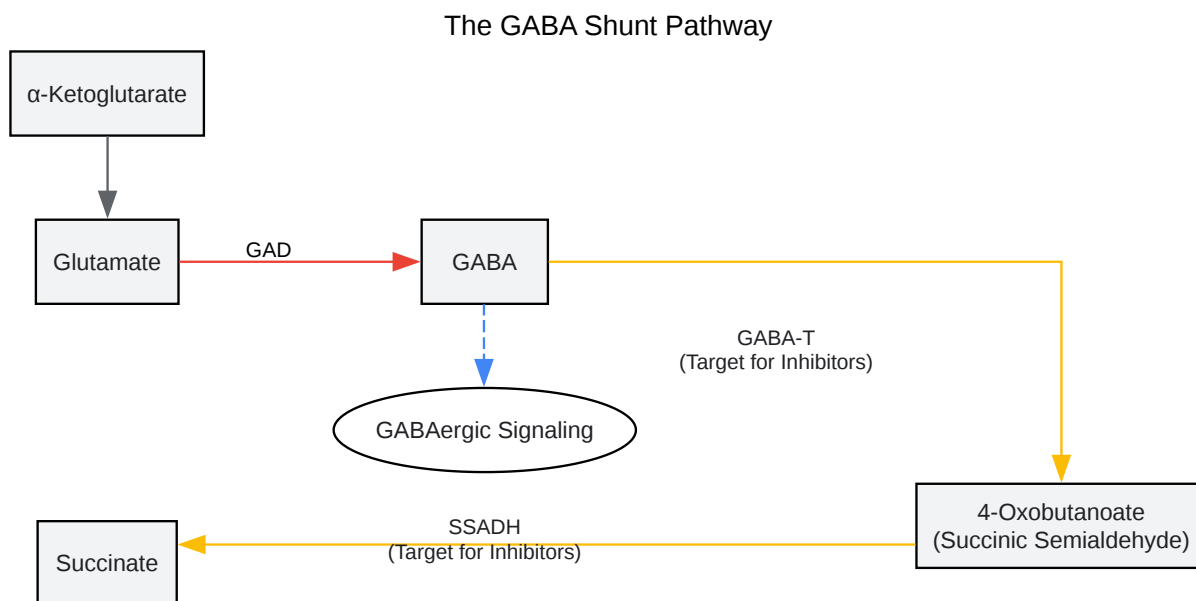 The GABA Shunt Pathway
α-Ketoglutarate
Glutamate
GAD
GABA
GABA-T
(Target for Inhibitors)
GABAergic Signaling
4-Oxobutanoate
(Succinic Semialdehyde)
SSADH
(Target for Inhibitors)
Succinate